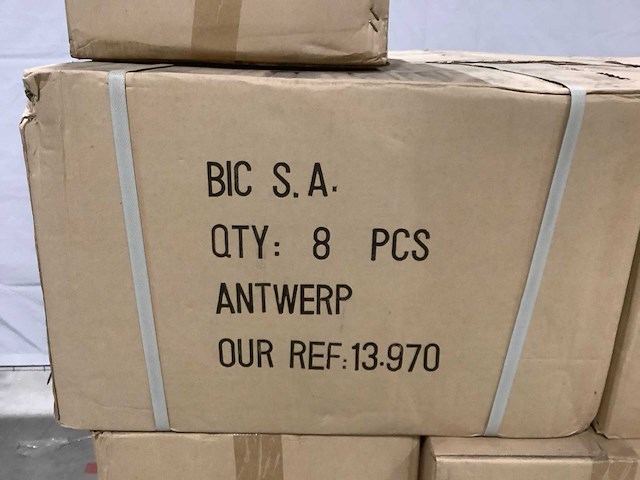 BIC S.A.
QTY: 8 PCS
ANTWERP
OUR REF:13.970